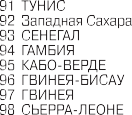 91 ТУНИС
92 Западная Сахара
93 СЕНЕГАЛ
94 ГАМБИЯ
95 КАБО-ВЕРДЕ
96 ГВИНЕЯ-БИСАУ
97 ГВИНЕЯ
98 СЬЕРРА-ЛЕОНЕ